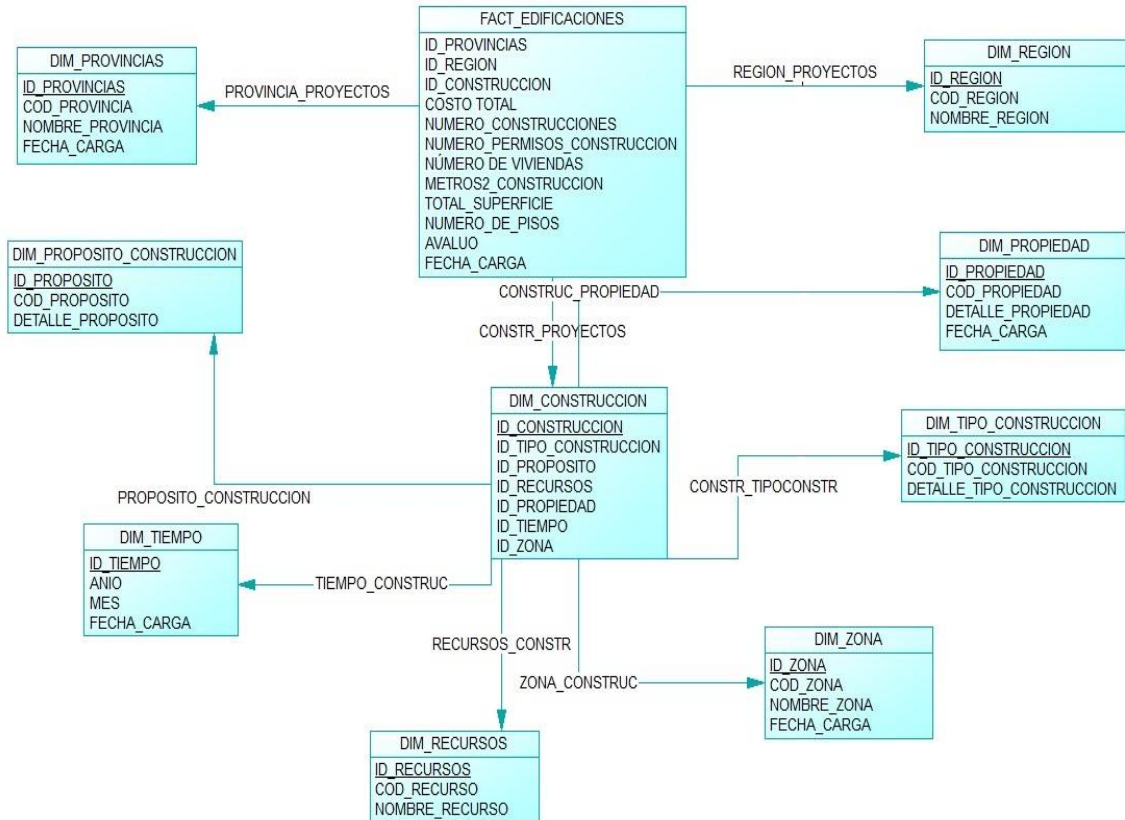 FACT_EDIFICACIONES
ID_PROVINCIAS
ID_REGION
ID_CONSTRUCCION
COSTO TOTAL
NUMERO_CONSTRUCCIONES
NUMERO_PERMISOS_CONSTRUCCION
NÚMERO DE VIVIENDAS
METROS2_CONSTRUCCION
TOTAL_SUPERFICIE
NUMERO_DE_PISOS
AVALUO
FECHA_CARGA
DIM_PROVINCIAS
ID_PROVINCIAS
COD_PROVINCIA
NOMBRE_PROVINCIA
FECHA_CARGA
PROVINCIA_PROYECTOS
REGION_PROYECTOS
DIM_REGION
ID_REGION
COD_REGION
NOMBRE_REGION
DIM_PROPOSITO_CONSTRUCCION
ID_PROPOSITO
COD_PROPOSITO
DETALLE_PROPOSITO
CONSTRUC_PROPIEDAD
CONSTR_PROYECTOS
DIM_PROPIEDAD
ID_PROPIEDAD
COD_PROPIEDAD
DETALLE_PROPIEDAD
FECHA_CARGA
DIM_CONSTRUCCION
ID_CONSTRUCCION
ID_TIPO_CONSTRUCCION
ID_PROPOSITO
ID_RECURSOS
ID_PROPIEDAD
ID_TIEMPO
ID_ZONA
DIM_TIPO_CONSTRUCCION
ID_TIPO_CONSTRUCCION
COD_TIPO_CONSTRUCCION
DETALLE_TIPO_CONSTRUCCION
CONSTR_TIPOCONSTR
PROPOSITO_CONSTRUCCION
DIM_TIEMPO
ID_TIEMPO
ANIO
MES
FECHA_CARGA
TIEMPO_CONSTRUC
RECURSOS_CONSTR
ZONA_CONSTRUC
DIM_ZONA
ID_ZONA
COD_ZONA
NOMBRE_ZONA
FECHA_CARGA
DIM_RECURSOS
ID_RECURSOS
COD_RECURSO
NOMBRE_RECURSO